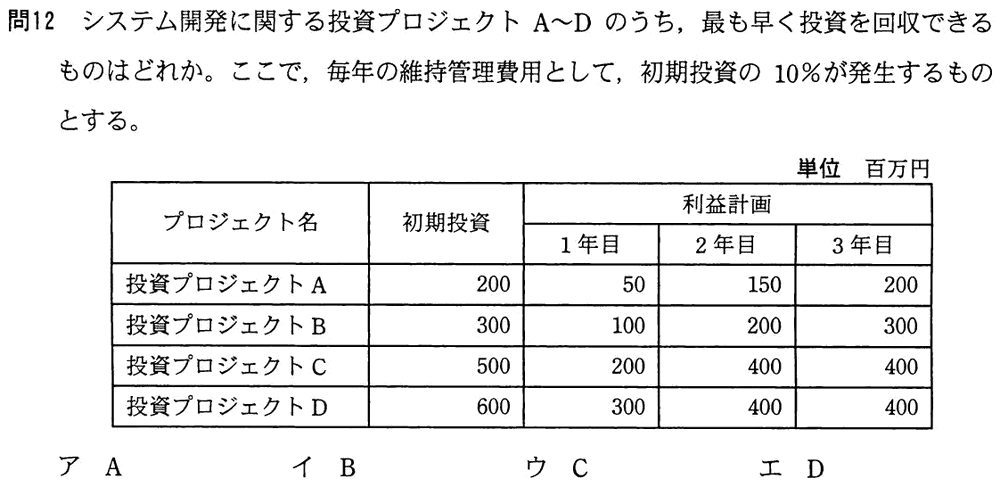 問12 システム開発に関する投資プロジェクト A〜D のうち，最も早く投資を回収できる
ものはどれか。ここで，毎年の維持管理費用として，初期投資の 10％が発生するもの
とする。
単位 百万円
プロジェクト名 初期投資 利益計画
1年目 2年目 3年目
投資プロジェクトA 200 50 150 200
投資プロジェクトB 300 100 200 300
投資プロジェクトC 500 200 400 400
投資プロジェクトD 600 300 400 400
ア A イ B ウ C エ D